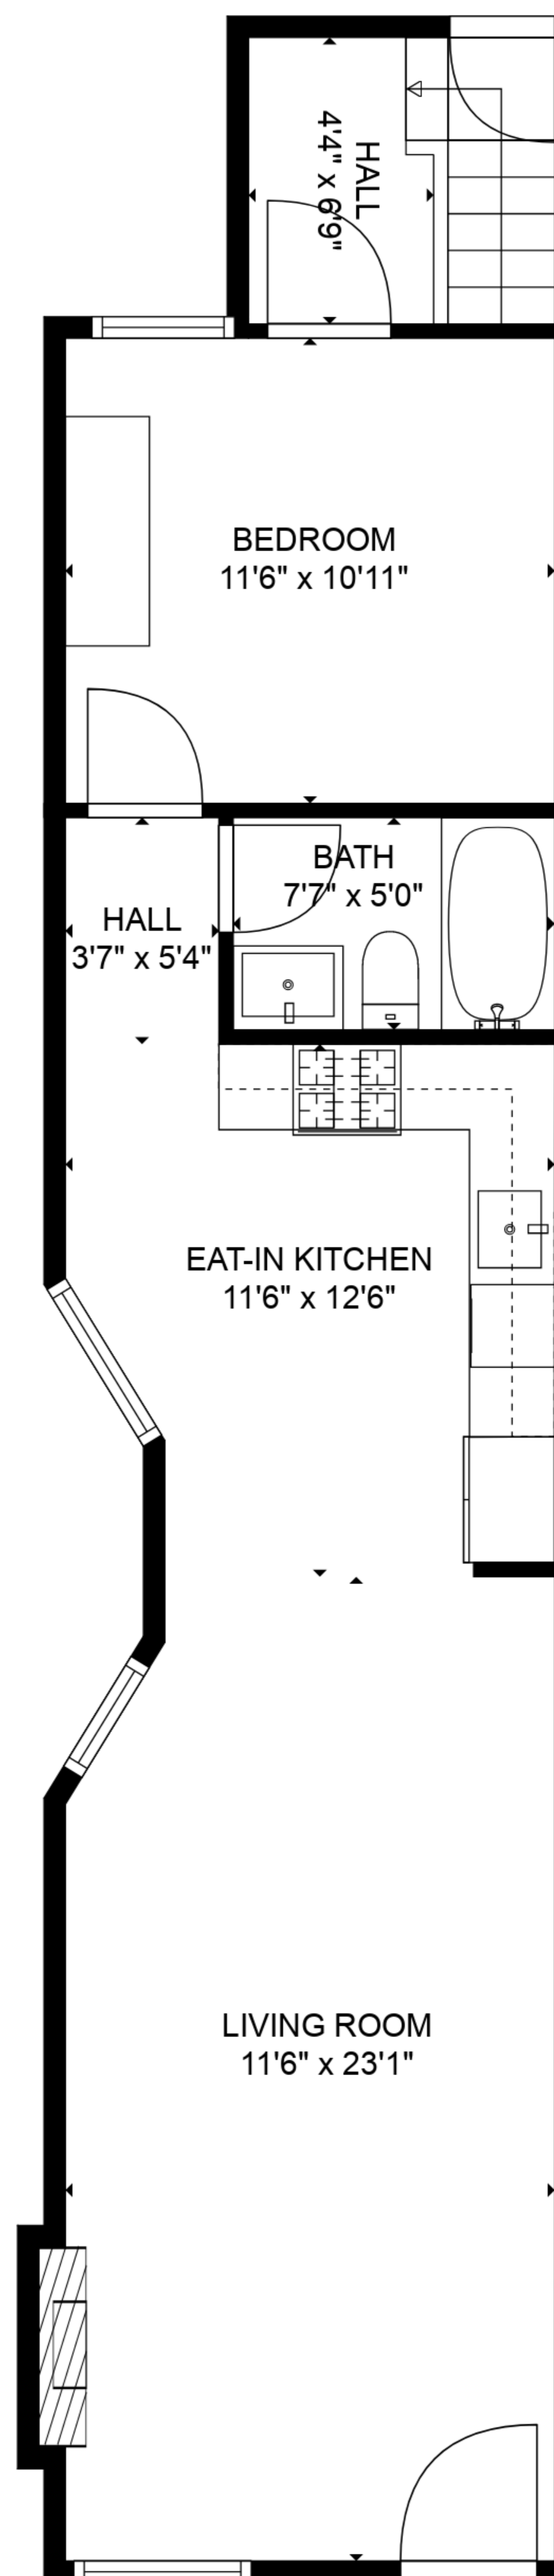 HALL
4'4" x 6'9"
BEDROOM
11'6" x 10'11"
BATH
7'7" x 5'0"
HALL
3'7" x 5'4"
EAT-IN KITCHEN
11'6" x 12'6"
LIVING ROOM
11'6" x 23'1"